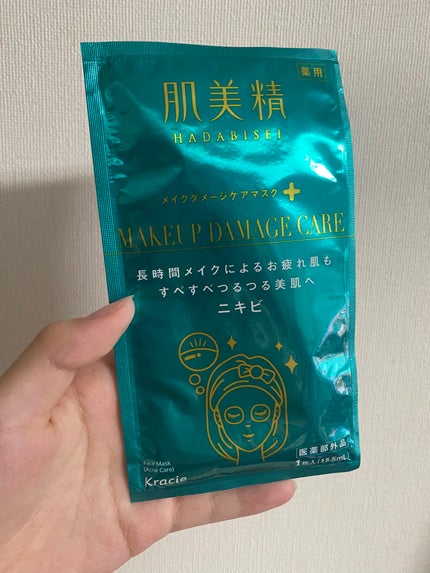 薬用
肌美精
HADABISEI
メイクダメージケアマスク
MAKEUP DAMAGE CARE
長時間メイクによるお疲れ肌も
すべすべつるつる美肌へ
ニキビ
医薬部外品
1枚入/15.5mL
Face Mask
(Acne Care)
Kracie